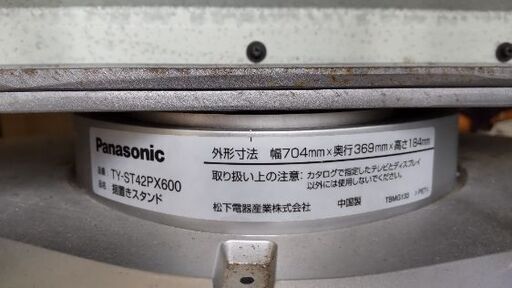 Panasonic
品番 TY-ST42PX600
品名 据置きスタンド
外形寸法 幅704mm×奥行369mm×高さ184mm
取り扱い上の注意:カタログで指定したテレビとディスプレイ
以外には使用しないでください。
松下電器産業株式会社 中国製 TBMG133 >PET<